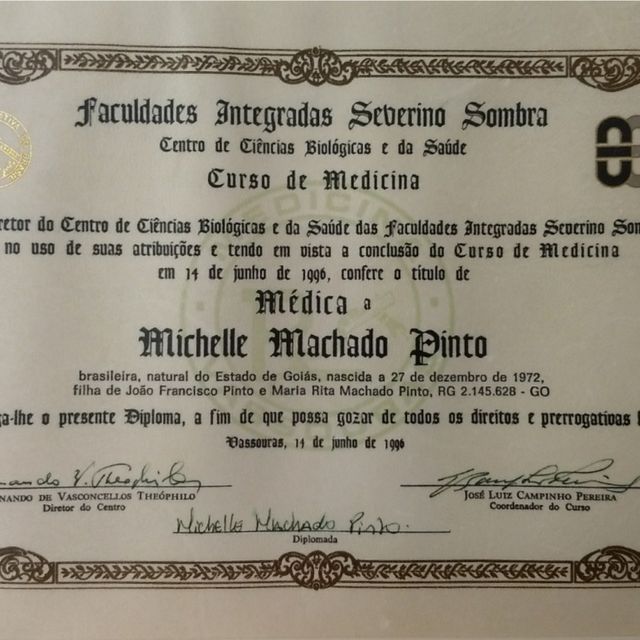 Faculdades Integradas Severino Sombra
Centro de Ciências Biológicas e da Saúde
Curso de Medicina
retor do Centro de Ciências Biológicas e da Saúde das Faculdades Integradas Severino Som
no uso de suas atribuições e tendo em vista a conclusão do Curso de Medicina
em 14 de junho de 1996, confere o título de
Médica a
Michelle Machado Pinto
brasileira, natural do Estado de Goiás, nascida a 27 de dezembro de 1972,
filha de João Francisco Pinto e Maria Rita Machado Pinto, RG 2.145.628 - GO
ga-lhe o presente Diploma, a fim de que possa gozar de todos os direitos e prerrogativas
Vassouras, 14 de junho de 1996
NANDO DE VASCONCELLOS THEÓPHILO
Diretor do Centro
JOSÉ LUIZ CAMPINHO PEREIRA
Coordenador do Curso
Michelle Machado Pinto.
Diplomada